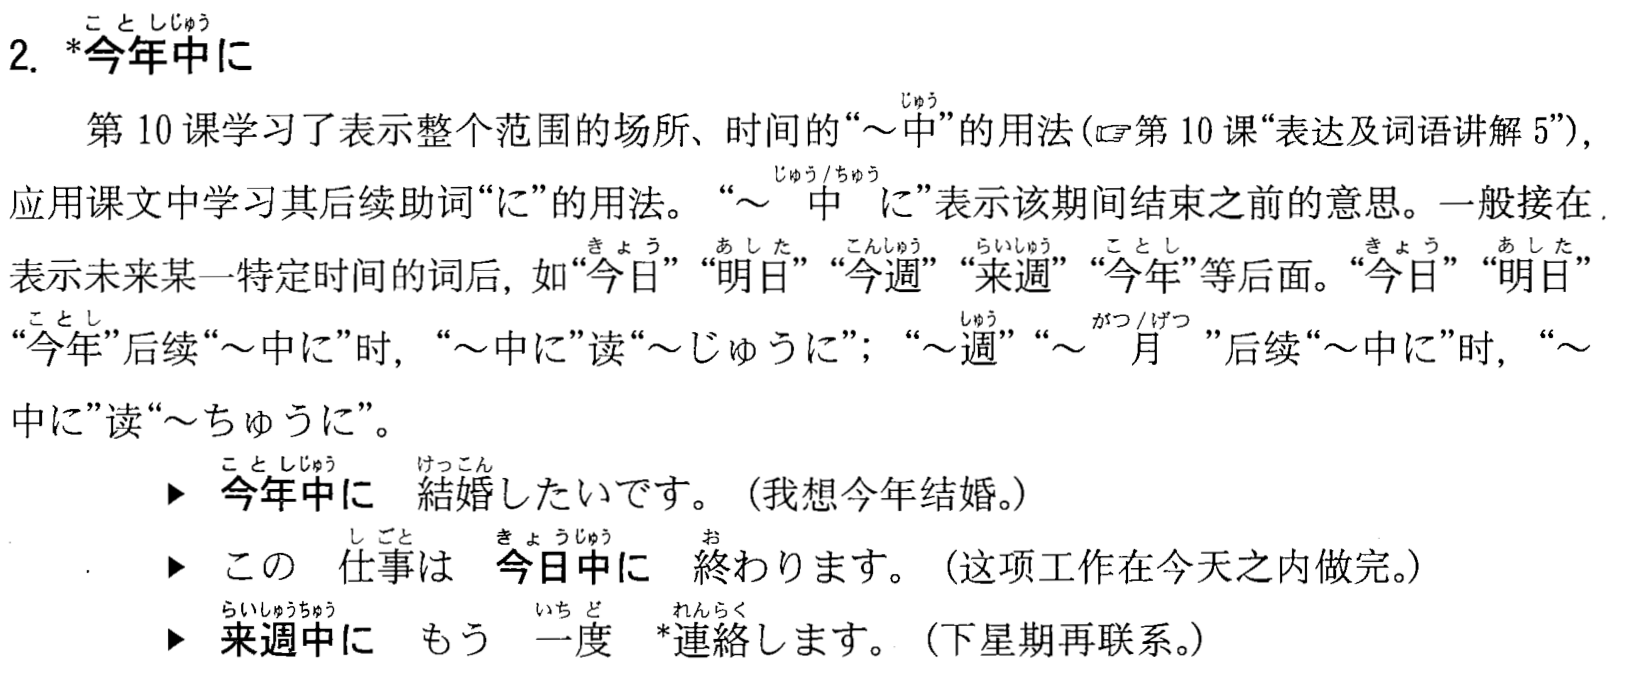 ことしじゅう
2. *今年中に
じゅう
第 10 课学习了表示整个范围的场所、时间的“～中”的用法(☞第 10 课“表达及词语讲解 5”),
じゅう/ちゅう
应用课文中学习其后续助词“に”的用法。“～中に”表示该期间结束之前的意思。一般接在
きょう あした こんしゅう らいしゅう ことし きょう あした
表示未来某一特定时间的词后, 如“今日” “明日” “今週” “来週” “今年”等后面。“今日” “明日”
ことし しゅう がつ/げつ
“今年”后续“～中に”时, “～中に”读“～じゅうに”; “～週” “～月”后续“～中に”时, “～
中に”读“～ちゅうに”。
ことしじゅう けっこん
▶ 今年中に 結婚したいです。(我想今年结婚。)
しごと きょうじゅう お
▶ この 仕事は 今日中に 終わります。(这项工作在今天之内做完。)
らいしゅうちゅう いちど れんらく
▶ 来週中に もう 一度 *連絡します。(下星期再联系。)